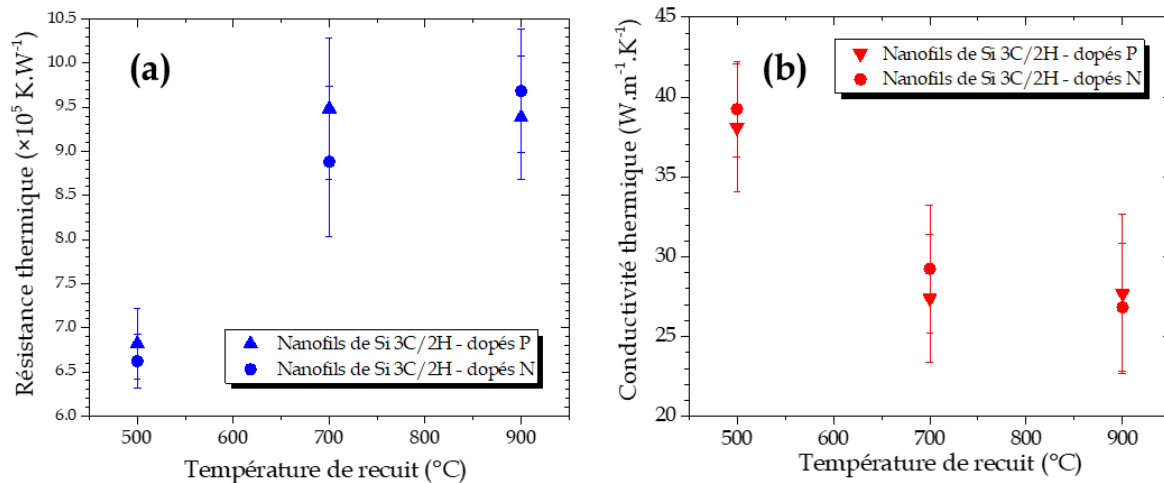 (a)
Résistance thermique (×10⁵ K.W⁻¹)
10.5
10.0
9.5
9.0
8.5
8.0
7.5
7.0
6.5
6.0
Nanofils de Si 3C/2H - dopés P
Nanofils de Si 3C/2H - dopés N
500
600
700
800
900
Température de recuit (°C)
(b)
Conductivité thermique (W.m⁻¹.K⁻¹)
45
40
35
30
25
20
Nanofils de Si 3C/2H - dopés P
Nanofils de Si 3C/2H - dopés N
500
600
700
800
900
Température de recuit (°C)